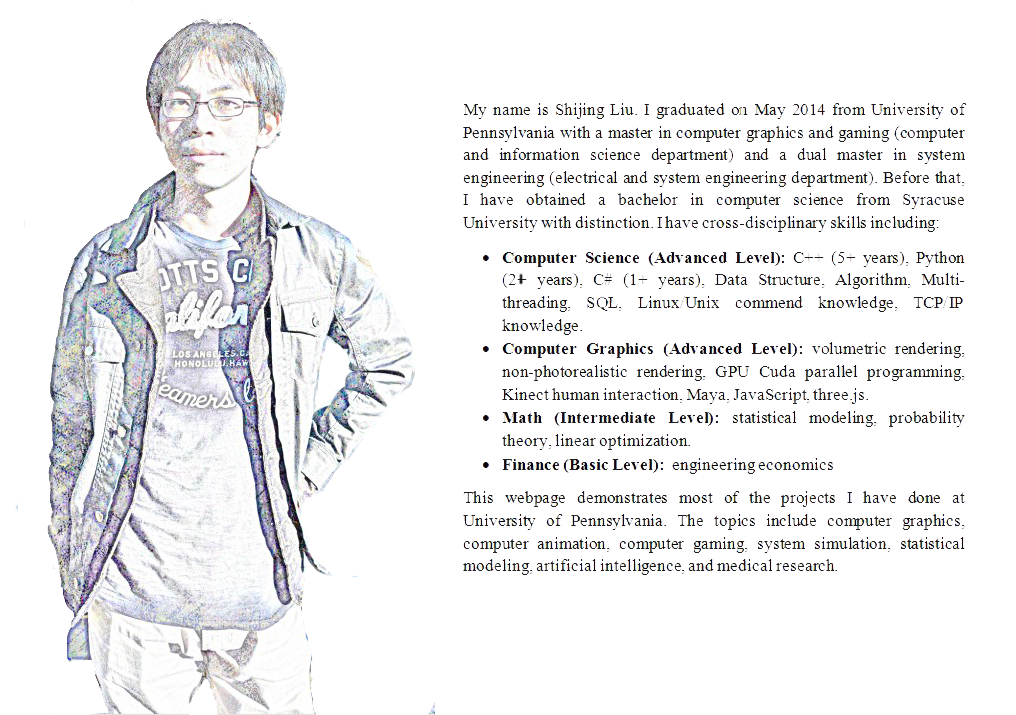 OTTS C
LOS ANGELES, CA
HONOLULU, HAW
eamers
My name is Shijing Liu. I graduated on May 2014 from University of
Pennsylvania with a master in computer graphics and gaming (computer
and information science department) and a dual master in system
engineering (electrical and system engineering department). Before that,
I have obtained a bachelor in computer science from Syracuse
University with distinction. I have cross-disciplinary skills including:
• Computer Science (Advanced Level): C++ (5+ years), Python
(2+ years), C# (1+ years), Data Structure, Algorithm, Multi-
threading, SQL, Linux/Unix commend knowledge, TCP/IP
knowledge.
• Computer Graphics (Advanced Level): volumetric rendering,
non-photorealistic rendering, GPU Cuda parallel programming,
Kinect human interaction, Maya, JavaScript, three.js.
• Math (Intermediate Level): statistical modeling, probability
theory, linear optimization.
• Finance (Basic Level): engineering economics
This webpage demonstrates most of the projects I have done at
University of Pennsylvania. The topics include computer graphics,
computer animation, computer gaming, system simulation, statistical
modeling, artificial intelligence, and medical research.